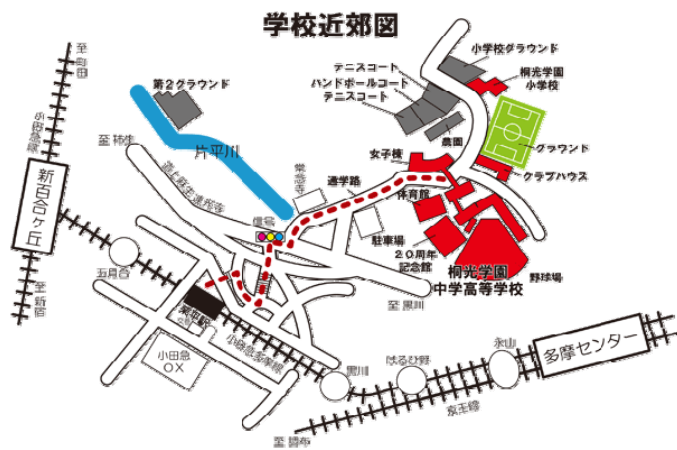 学校近郊図
至町田
小田急線
新百合ヶ丘
至新宿
至柿生
第2グラウンド
片平川
常念寺
通学路
信号
五月台
栗平駅
小田急
OX
小田急多摩線
黒川
はるひ野
永山
多摩センター
京王線
至調布
至黒川
小学校グラウンド
テニスコート
ハンドボールコート
テニスコート
桐光学園
小学校
農園
グラウンド
女子棟
クラブハウス
体育館
駐車場
20周年
記念館
桐光学園
中学高等学校
野球場